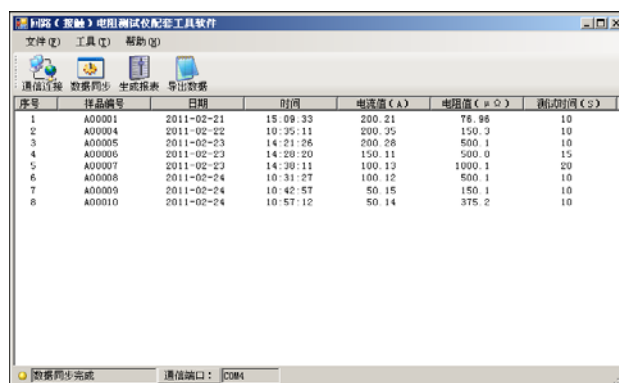 回路(接触)电阻测试仪配套工具软件
文件(F) 工具(T) 帮助(H)
通信连接 数据同步 生成报表 导出数据
序号 样品编号 日期 时间 电流值(A) 电阻值(μΩ) 测试时间(S)
1 A00001 2011-02-21 15:09:33 200.21 76.96 10
2 A00004 2011-02-22 10:35:11 200.35 150.3 10
3 A00005 2011-02-23 14:21:26 200.28 500.1 10
4 A00006 2011-02-23 14:28:20 150.11 500.0 15
5 A00007 2011-02-23 14:38:11 100.13 1000.1 20
6 A00008 2011-02-24 10:31:27 100.12 500.1 10
7 A00009 2011-02-24 10:42:57 50.15 150.1 10
8 A00010 2011-02-24 10:57:12 50.14 375.2 10
数据同步完成 通信端口: COM4